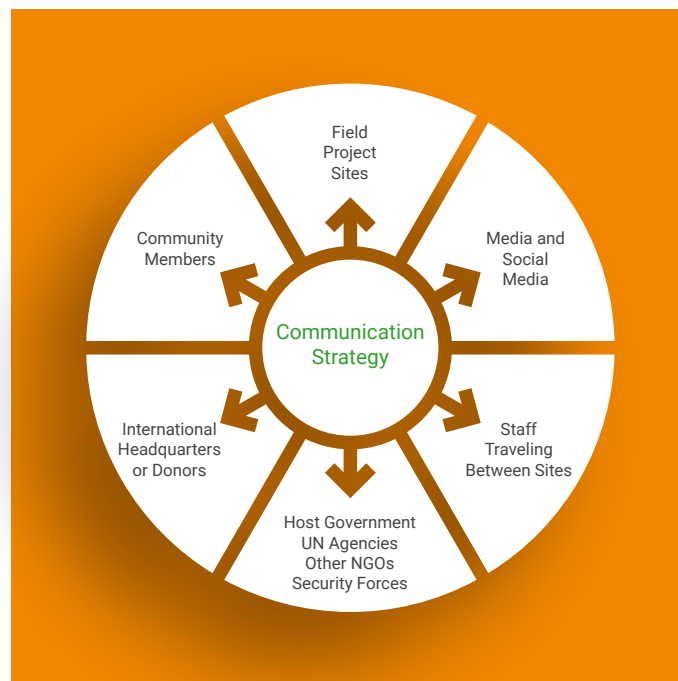 Field
Project
Sites
Media and
Social
Media
Staff
Traveling
Between Sites
Host Government
UN Agencies
Other NGOs
Security Forces
International
Headquarters
or Donors
Community
Members
Communication
Strategy